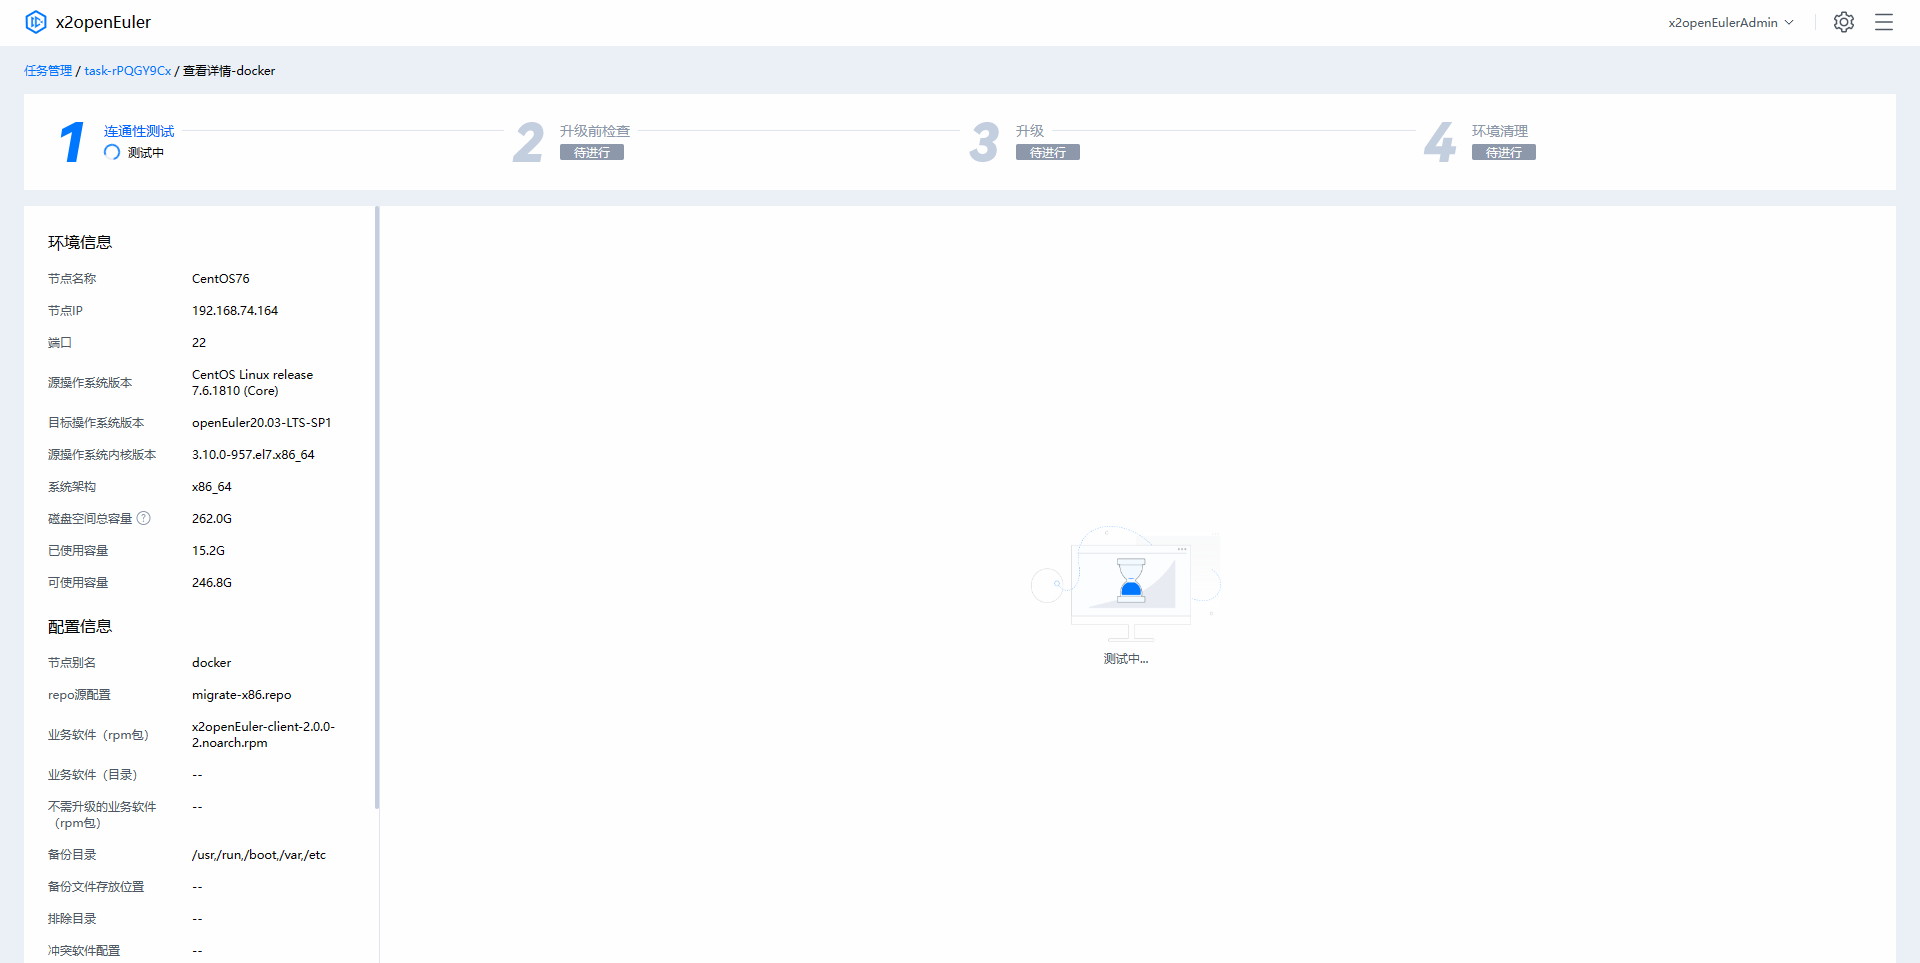 x2openEuler
x2openEulerAdmin
任务管理 / task-rPQGY9Cx / 查看详情-docker
1 连通性测试
测试中
2 升级前检查
待进行
3 升级
待进行
4 环境清理
待进行
环境信息
节点名称 CentOS76
节点IP 192.168.74.164
端口 22
源操作系统版本 CentOS Linux release
7.6.1810 (Core)
目标操作系统版本 openEuler20.03-LTS-SP1
源操作系统内核版本 3.10.0-957.el7.x86_64
系统架构 x86_64
磁盘空间总容量 ? 262.0G
已使用容量 15.2G
可使用容量 246.8G
配置信息
节点别名 docker
repo源配置 migrate-x86.repo
业务软件（rpm包） x2openEuler-client-2.0.0-
2.noarch.rpm
业务软件（目录） --
不需升级的业务软件 --
（rpm包）
备份目录 /usr,/run,/boot,/var,/etc
备份文件存放位置 --
排除目录 --
冲突软件配置 --
测试中...